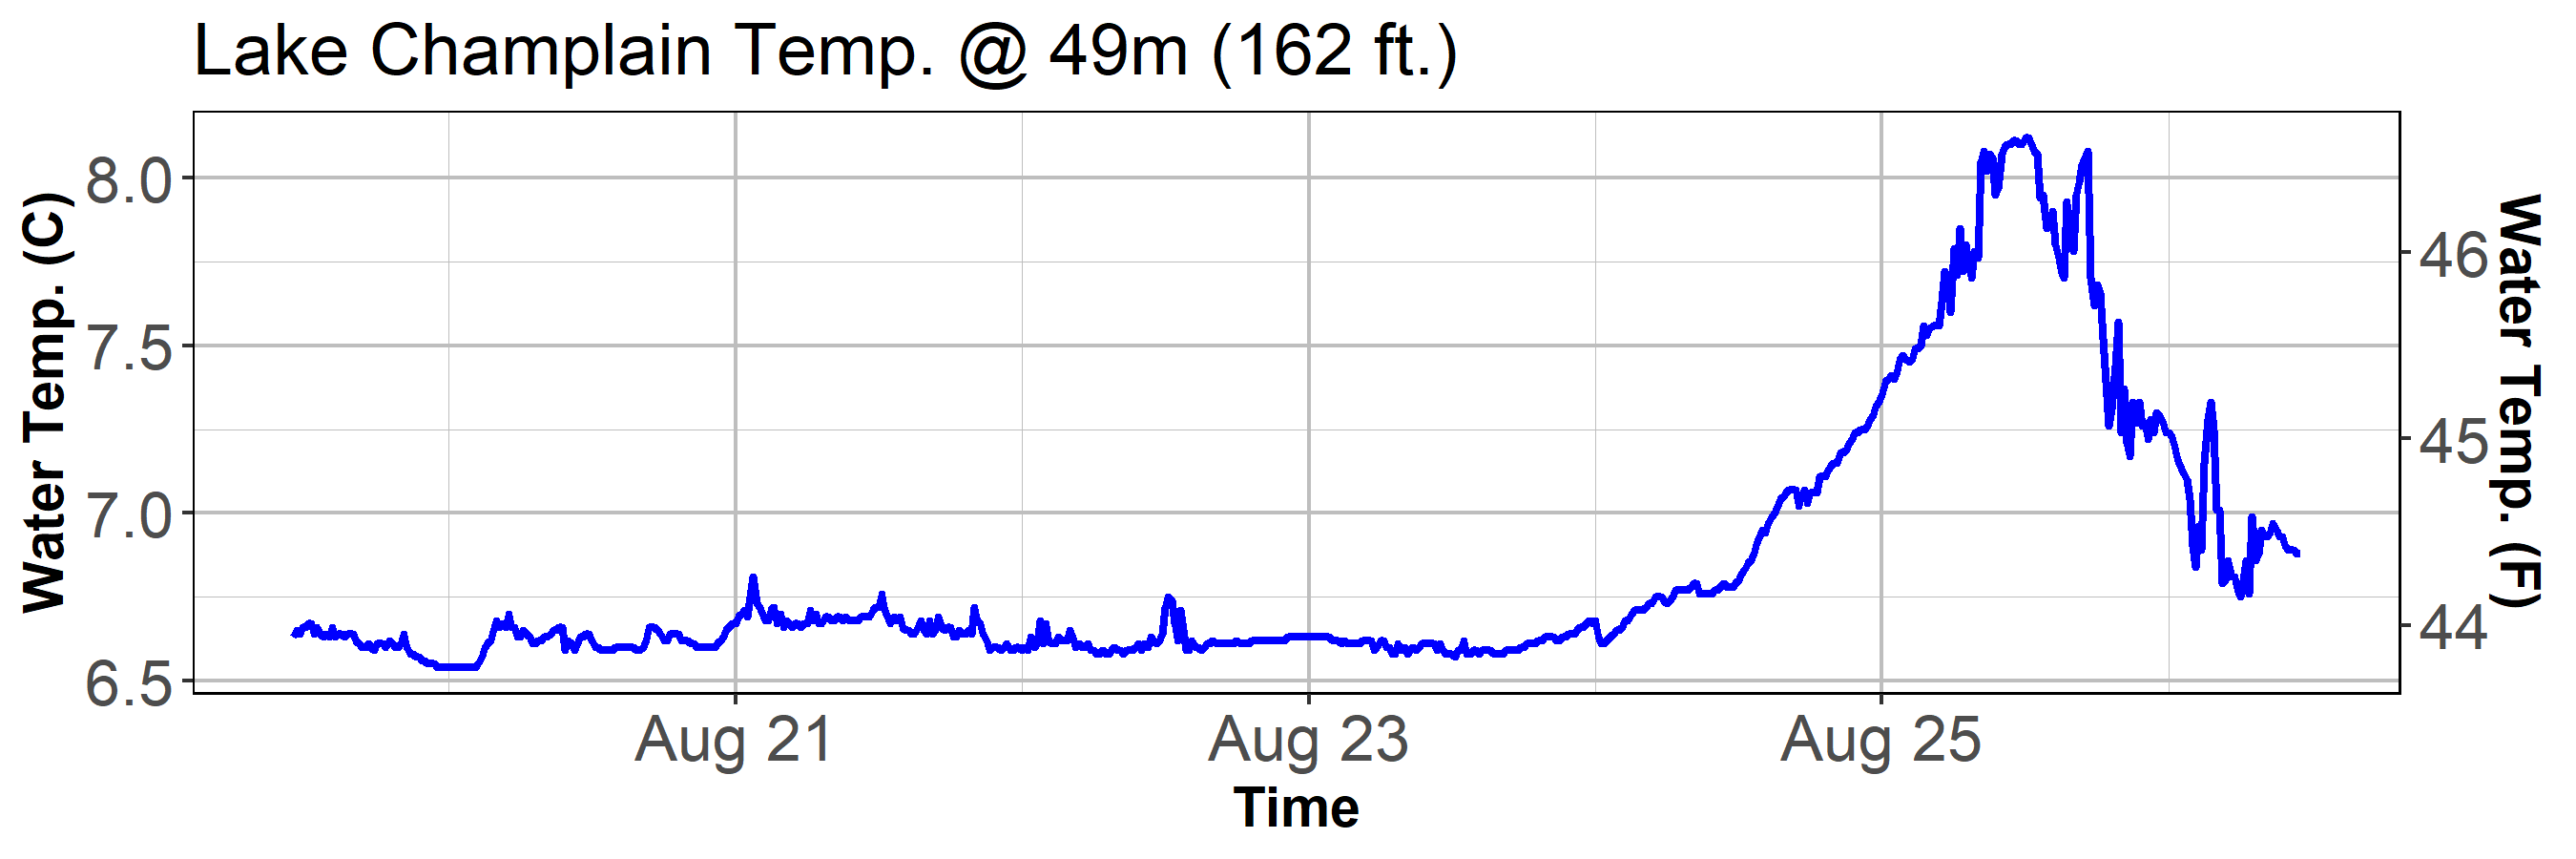 Lake Champlain Temp. @ 49m (162 ft.)
Water Temp. (C)
8.0
7.5
7.0
6.5
46
45
44
Water Temp. (F)
Aug 21 Aug 23 Aug 25
Time